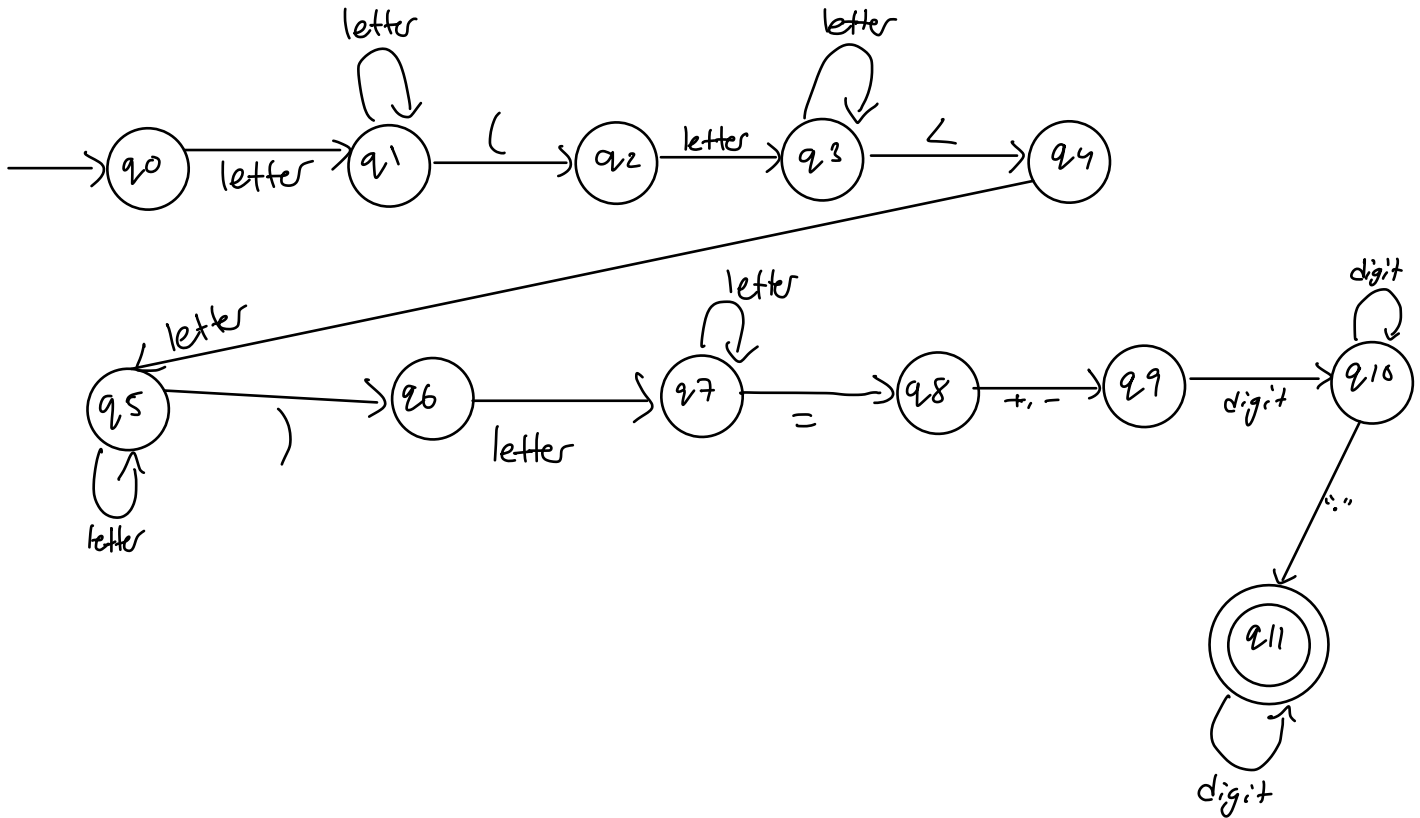 letter letter
q0 letter q1 ( q2 letter q3 < q4
letter
letter
digit
q5 ) q6 letter q7 = q8 +,- q9 digit q10
letter
"."
q11
digit